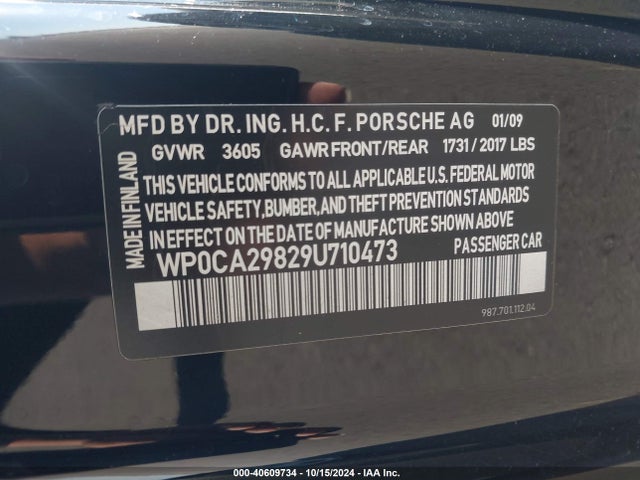 MFD BY DR. ING. H.C. F. PORSCHE AG 01/09
GVWR 3605 GAWR FRONT/REAR 1731 / 2017 LBS
THIS VEHICLE CONFORMS TO ALL APPLICABLE U.S. FEDERAL MOTOR
VEHICLE SAFETY, BUMBER, AND THEFT PREVENTION STANDARDS
IN EFFECT ON THE DATE OF MANUFACTURE SHOWN ABOVE
WP0CA29829U710473 PASSENGER CAR
MADE IN FINLAND
987.701.112.04
000-40609734 - 10/15/2024 - IAA Inc.